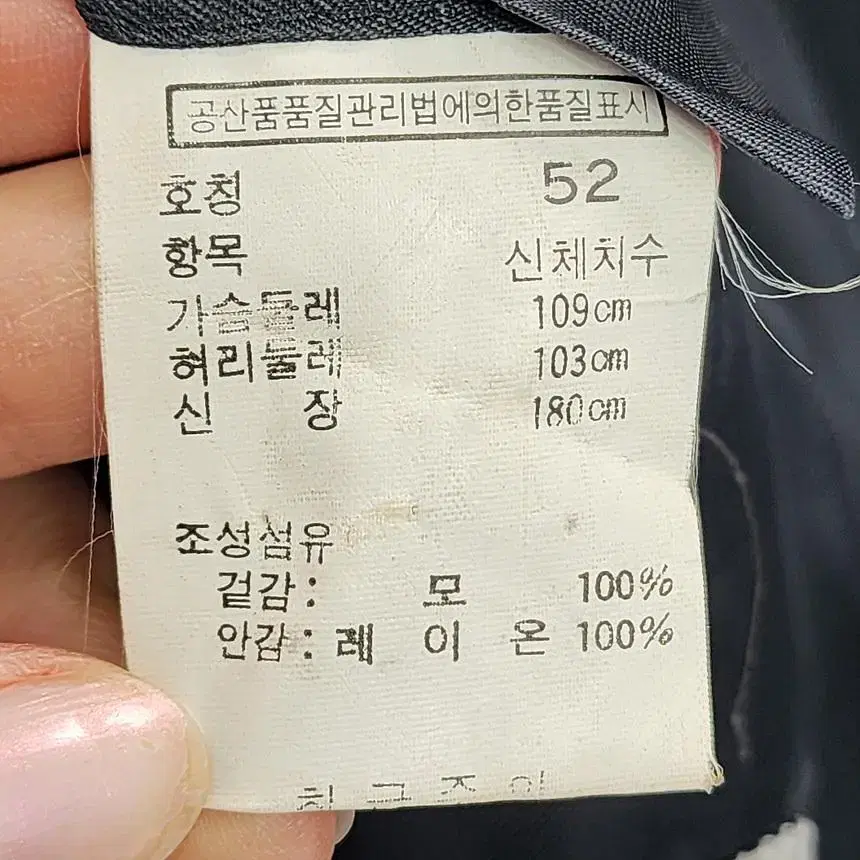 공산품품질관리법에의한품질표시
호칭 52
항목 신체치수
가슴둘레 109cm
허리둘레 103cm
신 장 180cm
조성섬유
겉감: 모 100%
안감: 레 이 온 100%